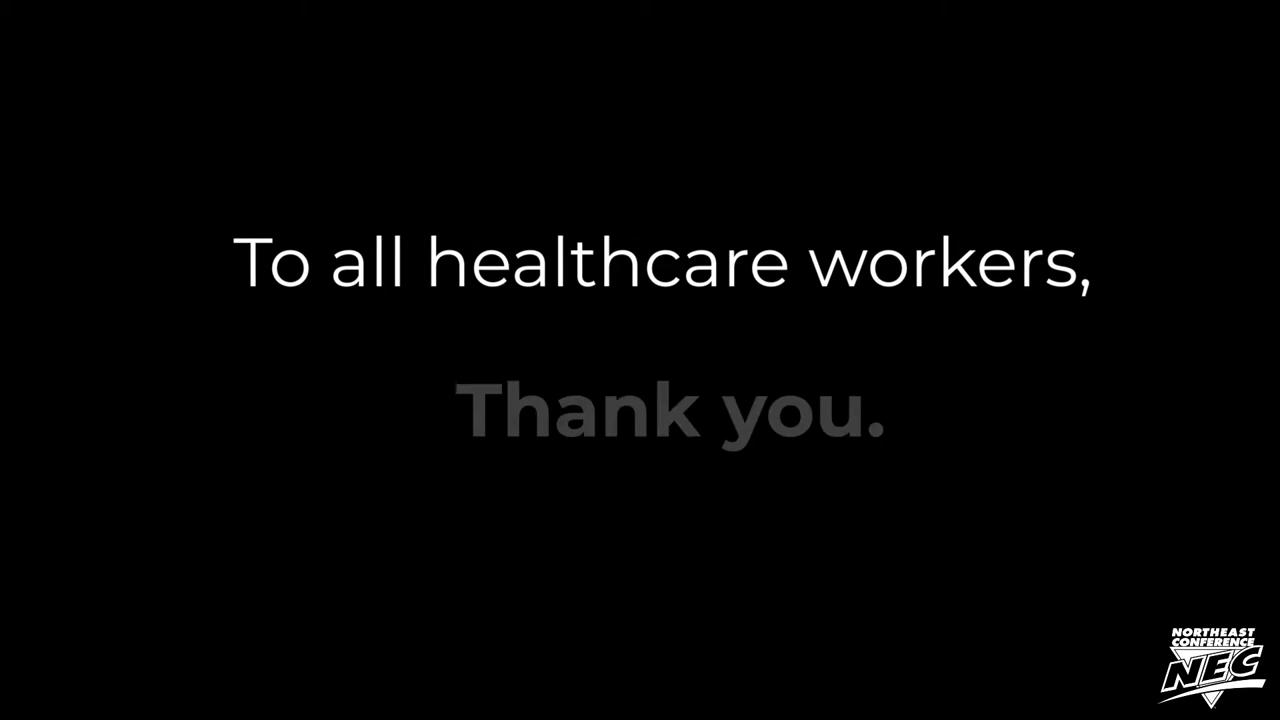 To all healthcare workers,
Thank you.
NORTHEAST
CONFERENCE
NEC